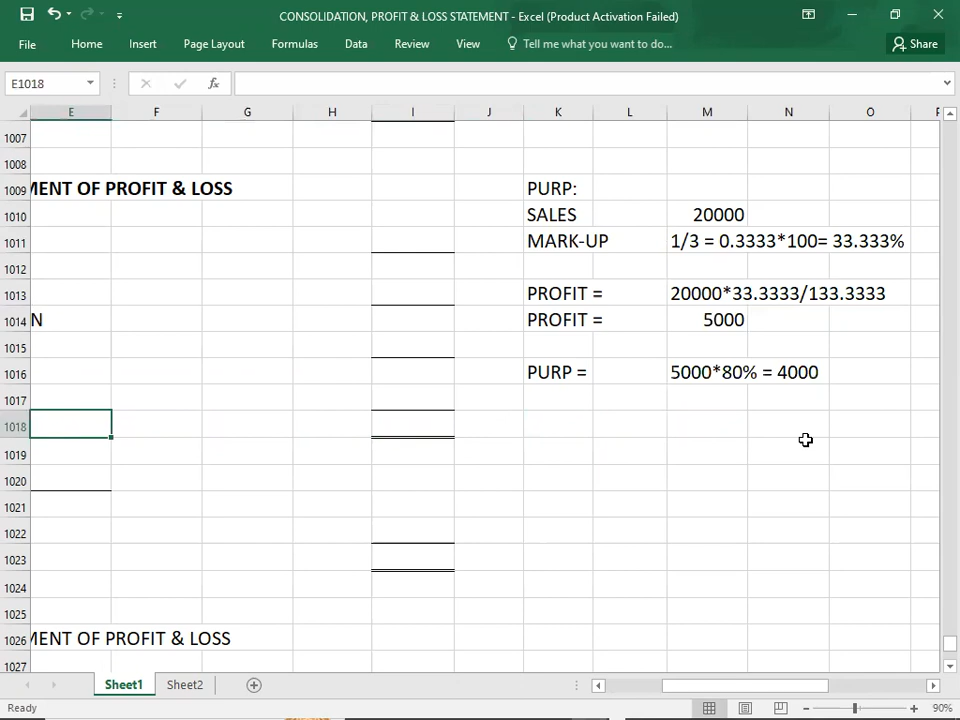 CONSOLIDATION, PROFIT & LOSS STATEMENT - Excel (Product Activation Failed)
File Home Insert Page Layout Formulas Data Review View Tell me what you want to do... Share
E1018 fx
E F G H I J K L M N O P
1007
1008
1009 MENT OF PROFIT & LOSS PURP:
1010 SALES 20000
1011 MARK-UP 1/3 = 0.3333*100= 33.333%
1012
1013 PROFIT = 20000*33.3333/133.3333
1014 N PROFIT = 5000
1015
1016 PURP = 5000*80% = 4000
1017
1018
1019
1020
1021
1022
1023
1024
1025
1026 MENT OF PROFIT & LOSS
1027
Sheet1 Sheet2
Ready 90%